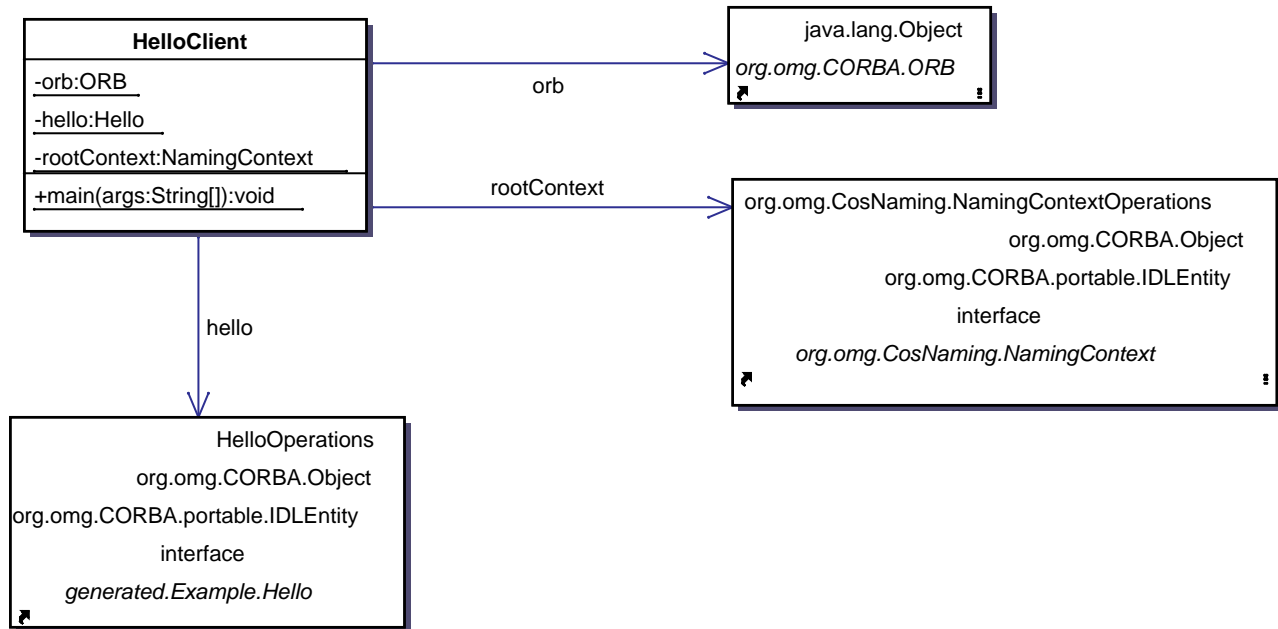 HelloClient
-orb:ORB
-hello:Hello
-rootContext:NamingContext
+main(args:String[]):void
orb
java.lang.Object
org.omg.CORBA.ORB
rootContext
org.omg.CosNaming.NamingContextOperations
org.omg.CORBA.Object
org.omg.CORBA.portable.IDLEntity
interface
org.omg.CosNaming.NamingContext
hello
HelloOperations
org.omg.CORBA.Object
org.omg.CORBA.portable.IDLEntity
interface
generated.Example.Hello